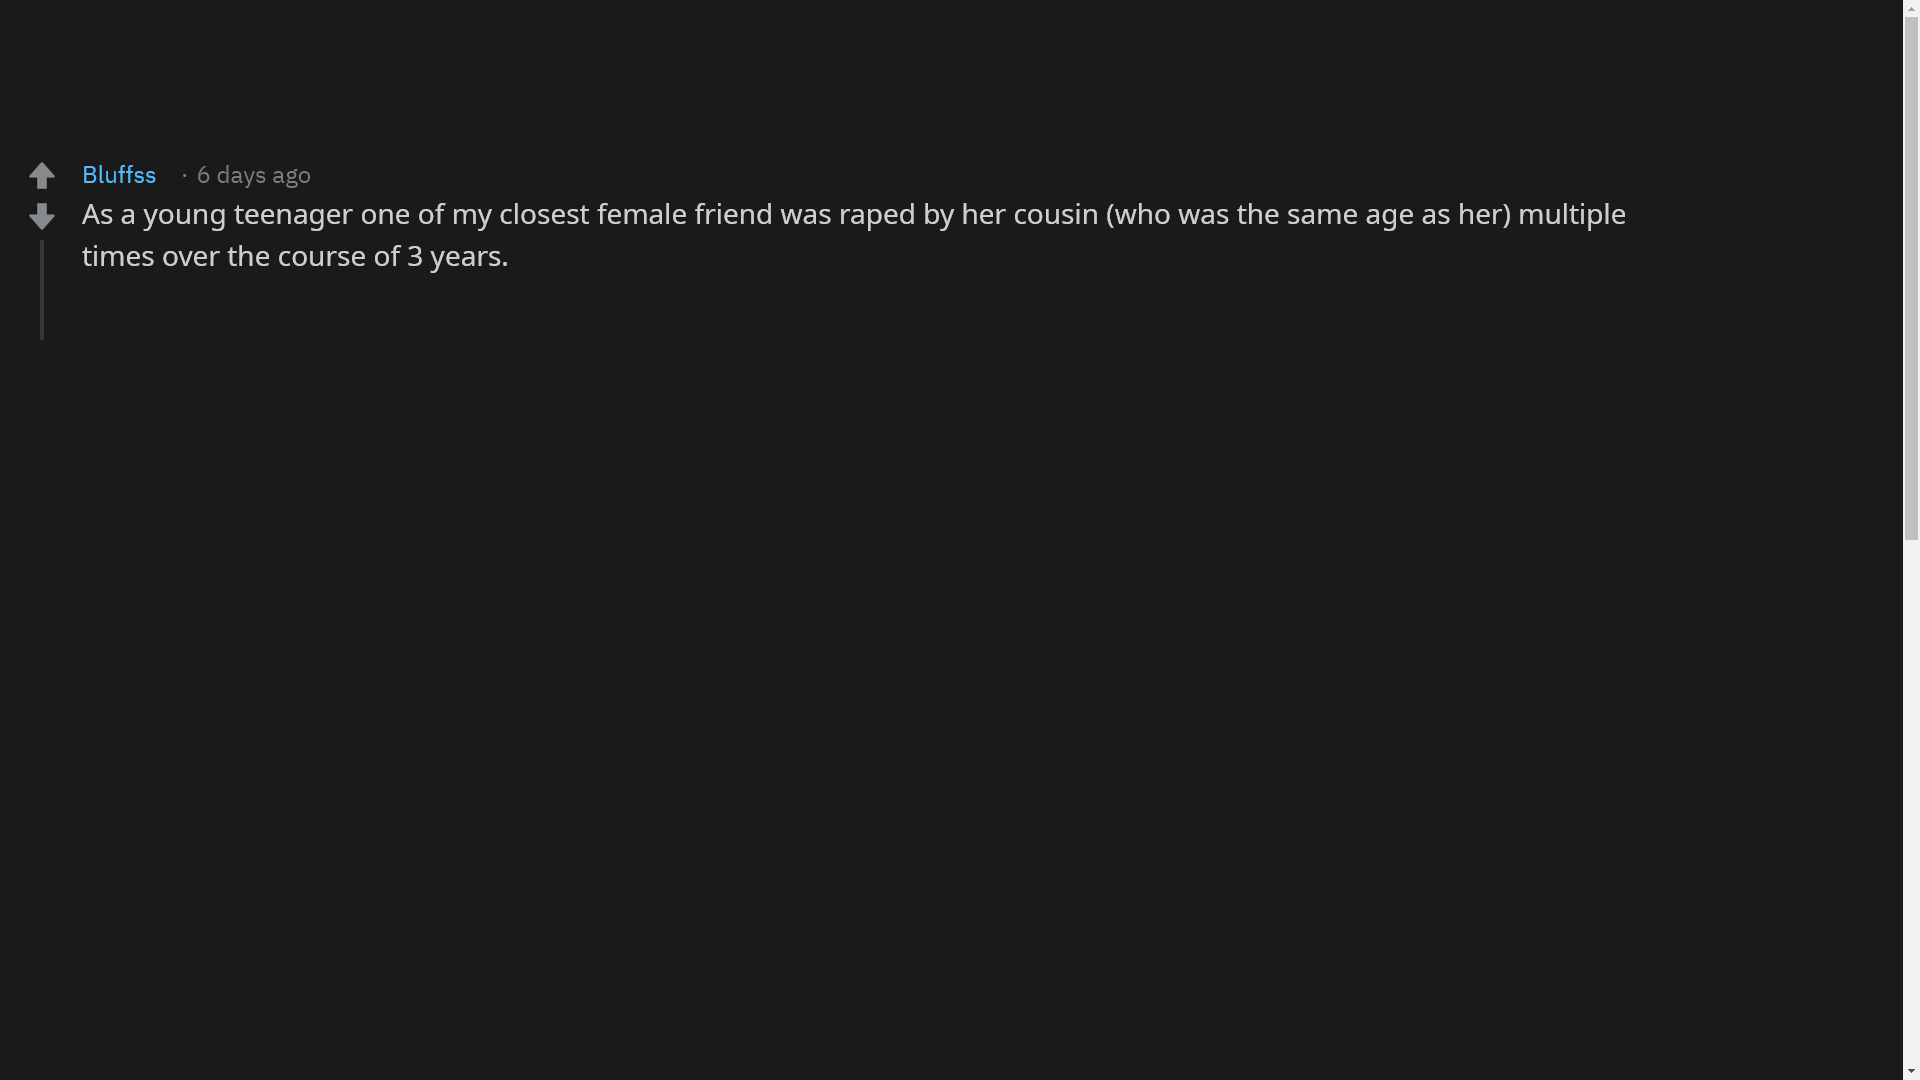 Bluffss · 6 days ago
As a young teenager one of my closest female friend was raped by her cousin (who was the same age as her) multiple
times over the course of 3 years.